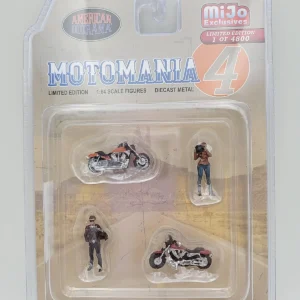 AMERICAN
DIORAMA
MiJo
Exclusives
LIMITED EDITION
1 OF 4800
MOTOMANIA 4
LIMITED EDITION 1:64 SCALE FIGURES DIECAST METAL